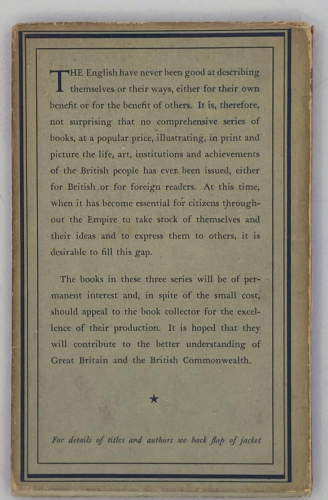 THE English have never been good at describing
themselves or their ways, either for their own
benefit or for the benefit of others. It is, therefore,
not surprising that no comprehensive series of
books, at a popular price, illustrating, in print and
picture the life, art, institutions and achievements
of the British people has ever been issued, either
for British or for foreign readers. At this time,
when it has become essential for citizens through-
out the Empire to take stock of themselves and
their ideas and to express them to others, it is
desirable to fill this gap.
The books in these three series will be of per-
manent interest and, in spite of the small cost,
should appeal to the book collector for the excel-
lence of their production. It is hoped that they
will contribute to the better understanding of
Great Britain and the British Commonwealth.
For details of titles and authors see back flap of jacket